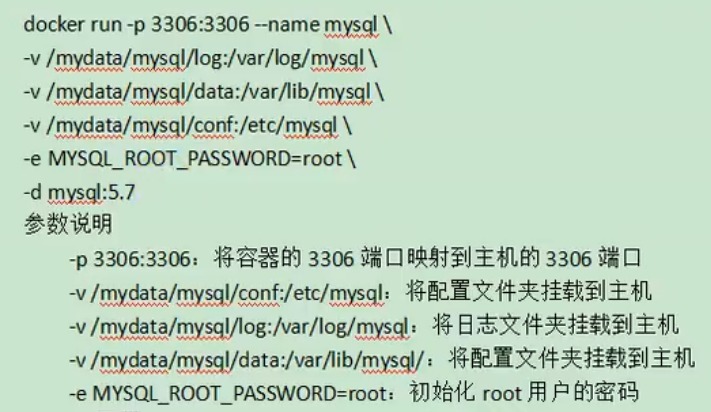 docker run -p 3306:3306 --name mysql \
-v /mydata/mysql/log:/var/log/mysql \
-v /mydata/mysql/data:/var/lib/mysql \
-v /mydata/mysql/conf:/etc/mysql \
-e MYSQL_ROOT_PASSWORD=root \
-d mysql:5.7
参数说明
-p 3306:3306：将容器的 3306 端口映射到主机的 3306 端口
-v /mydata/mysql/conf:/etc/mysql：将配置文件夹挂载到主机
-v /mydata/mysql/log:/var/log/mysql：将日志文件夹挂载到主机
-v /mydata/mysql/data:/var/lib/mysql/：将配置文件夹挂载到主机
-e MYSQL_ROOT_PASSWORD=root：初始化 root 用户的密码